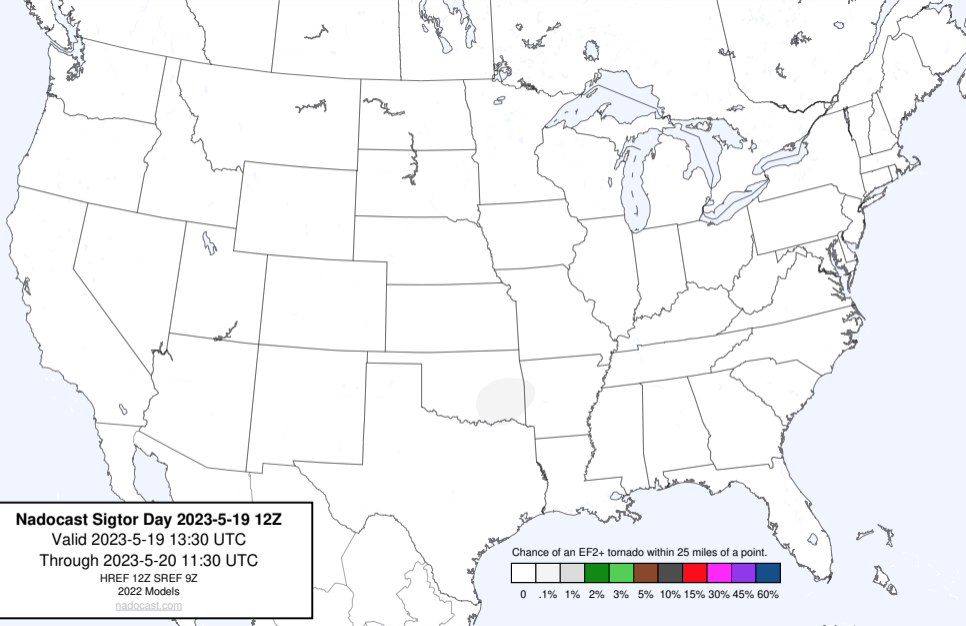 Nadocast Sigtor Day 2023-5-19 12Z
Valid 2023-5-19 13:30 UTC
Through 2023-5-20 11:30 UTC
HREF 12Z SREF 9Z
2022 Models
nadocast.com
Chance of an EF2+ tornado within 25 miles of a point.
0 .1% 1% 2% 3% 5% 10% 15% 30% 45% 60%